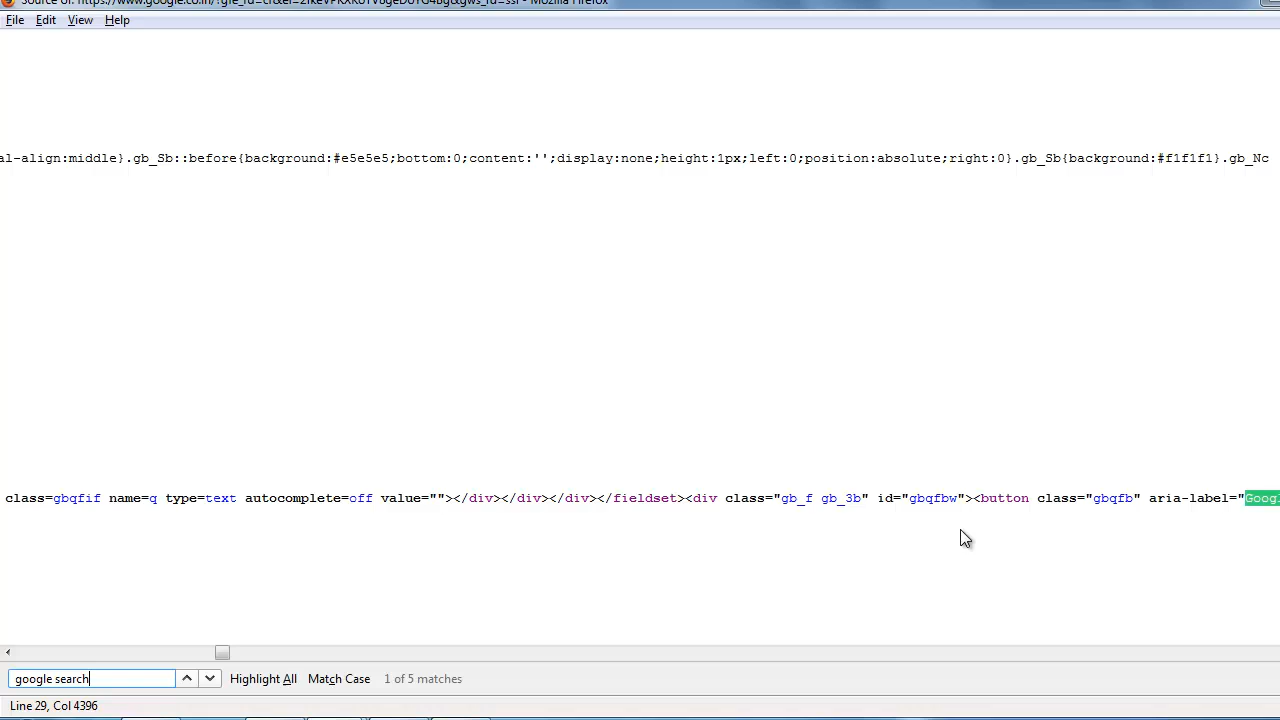 File Edit View Help
al-align:middle}.gb_Sb::before{background:#e5e5e5;bottom:0;content:'';display:none;height:1px;left:0;position:absolute;right:0}.gb_Sb{background:#f1f1f1}.gb_Nc
class=gbqfif name=q type=text autocomplete=off value=""></div></div></div></fieldset><div class="gb_f gb_3b" id="gbqfbw"><button class="gbqfb" aria-label="Googl
google search Highlight All Match Case 1 of 5 matches
Line 29, Col 4396